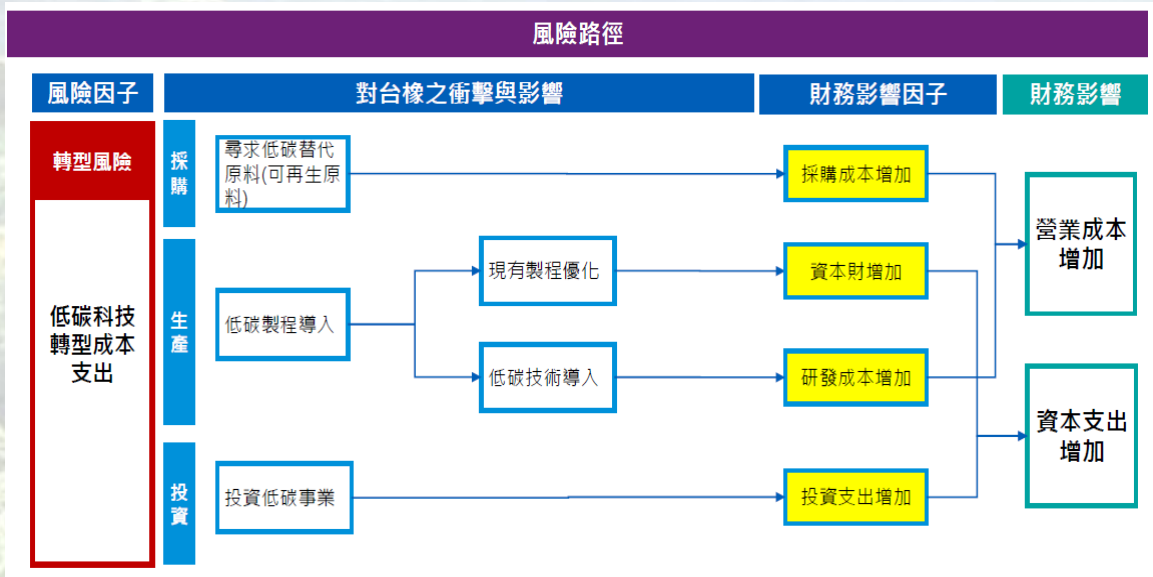 風險路徑
風險因子
對台橡之衝擊與影響
財務影響因子
財務影響
轉型風險
低碳科技
轉型成本
支出
採
購
尋求低碳替代
原料(可再生原
料)
採購成本增加
生
產
低碳製程導入
現有製程優化
資本財增加
低碳技術導入
研發成本增加
投
資
投資低碳事業
投資支出增加
營業成本
增加
資本支出
增加